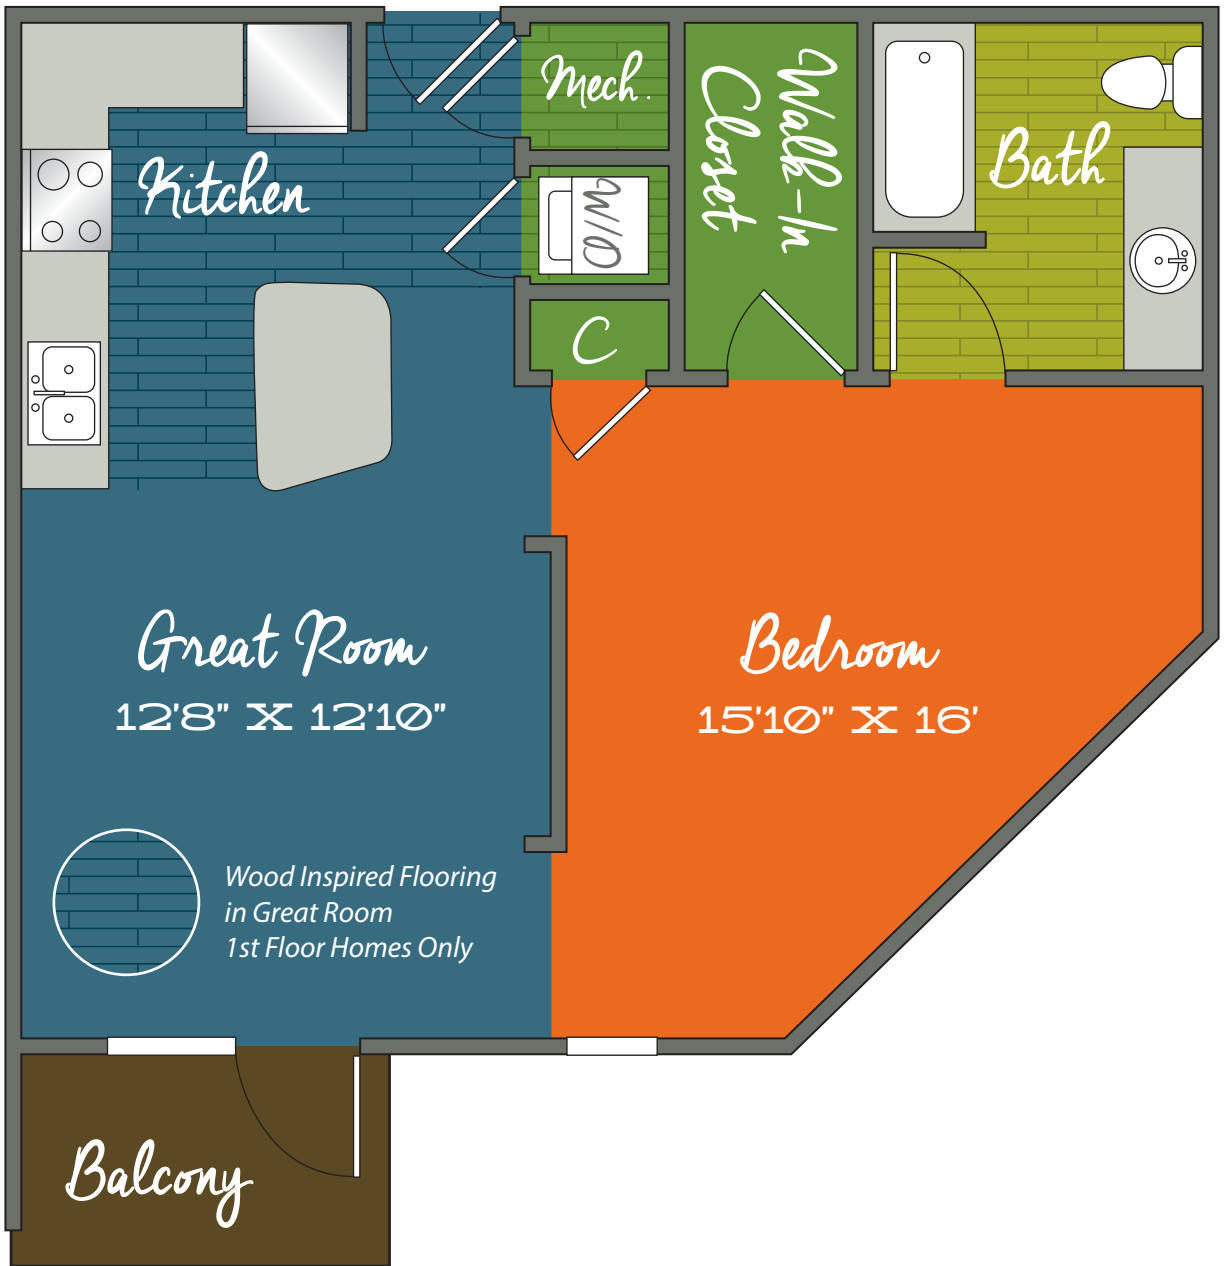 Mech.
Walk-In
Closet
Bath
Kitchen
W/D
C
Great Room
12'8" X 12'10"
Bedroom
15'10" X 16'
Wood Inspired Flooring
in Great Room
1st Floor Homes Only
Balcony